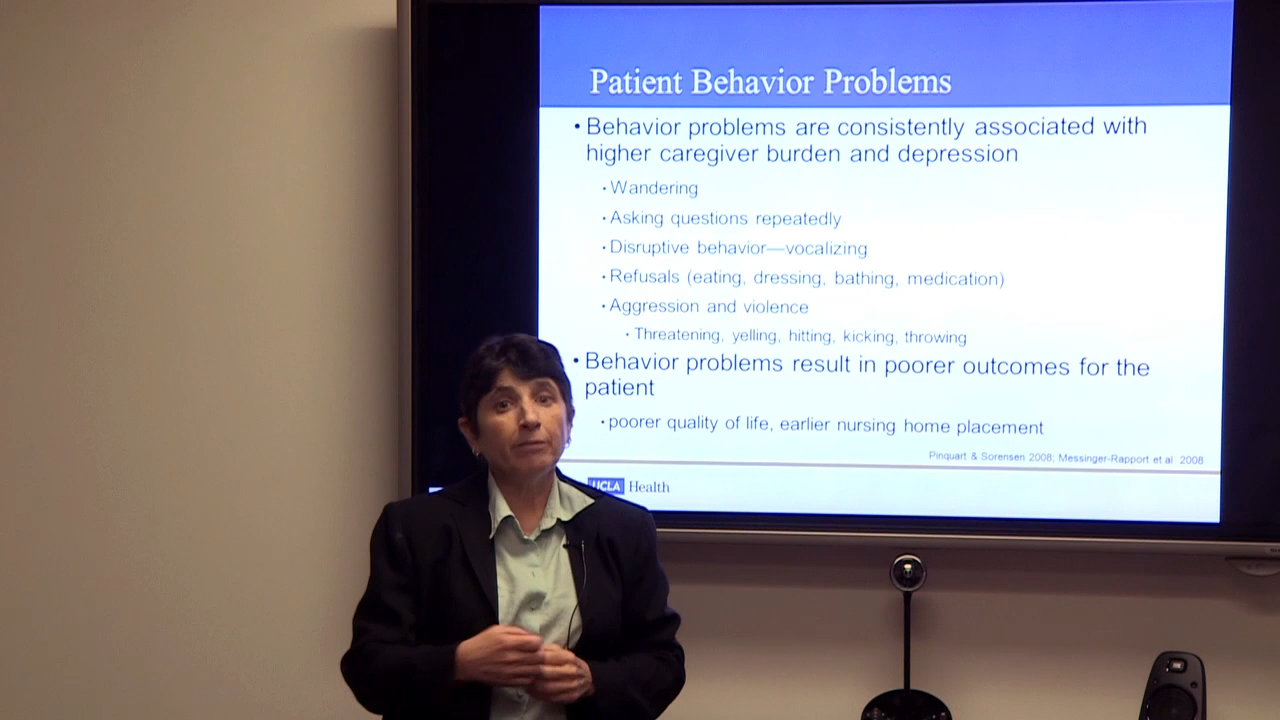 Patient Behavior Problems
• Behavior problems are consistently associated with
higher caregiver burden and depression
• Wandering
• Asking questions repeatedly
• Disruptive behavior—vocalizing
• Refusals (eating, dressing, bathing, medication)
• Aggression and violence
• Threatening, yelling, hitting, kicking, throwing
• Behavior problems result in poorer outcomes for the
patient
• poorer quality of life, earlier nursing home placement
Pinquart & Sorensen 2008; Messinger-Rapport et al 2008
UCLA Health